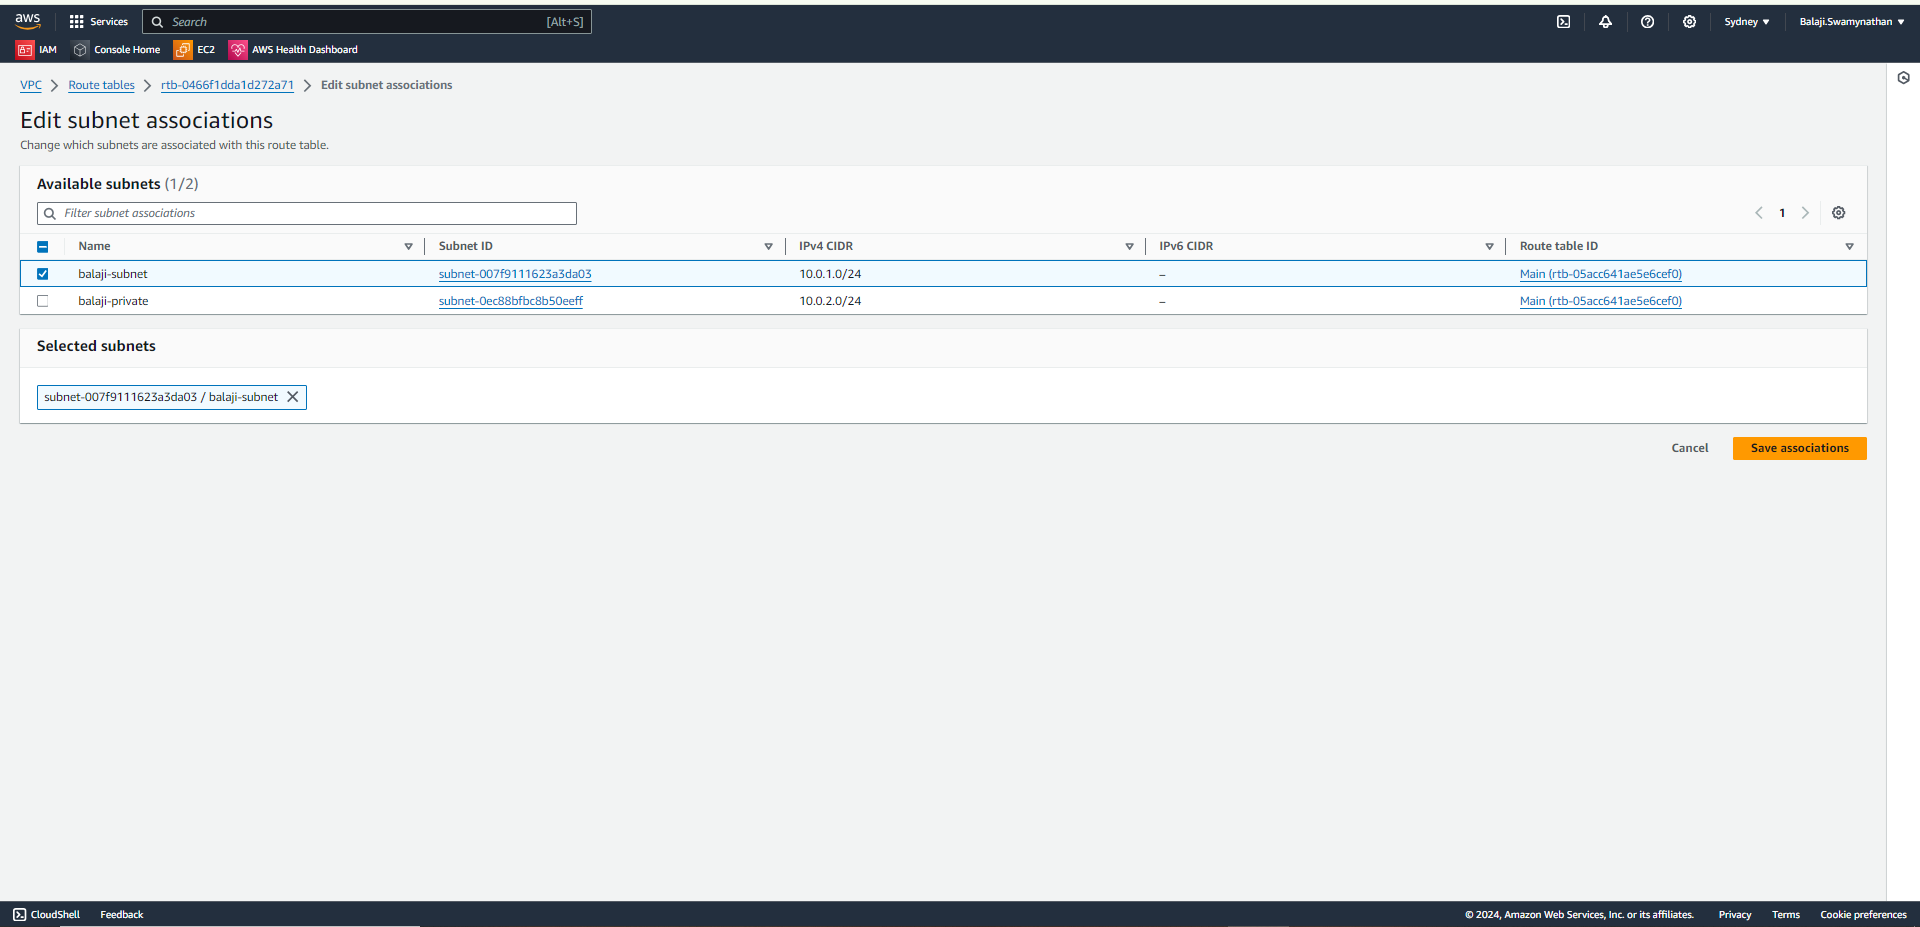 aws Services Search [Alt+S] Sydney Balaji.Swamynathan
IAM Console Home EC2 AWS Health Dashboard
VPC Route tables rtb-0466f1dda1d272a71 Edit subnet associations
Edit subnet associations
Change which subnets are associated with this route table.
Available subnets (1/2)
Filter subnet associations 1
Name Subnet ID IPv4 CIDR IPv6 CIDR Route table ID
balaji-subnet subnet-007f9111623a3da03 10.0.1.0/24 – Main (rtb-05acc641ae5e6cef0)
balaji-private subnet-0ec88bfbc8b50eeff 10.0.2.0/24 – Main (rtb-05acc641ae5e6cef0)
Selected subnets
subnet-007f9111623a3da03 / balaji-subnet
Cancel Save associations
CloudShell Feedback © 2024, Amazon Web Services, Inc. or its affiliates. Privacy Terms Cookie preferences